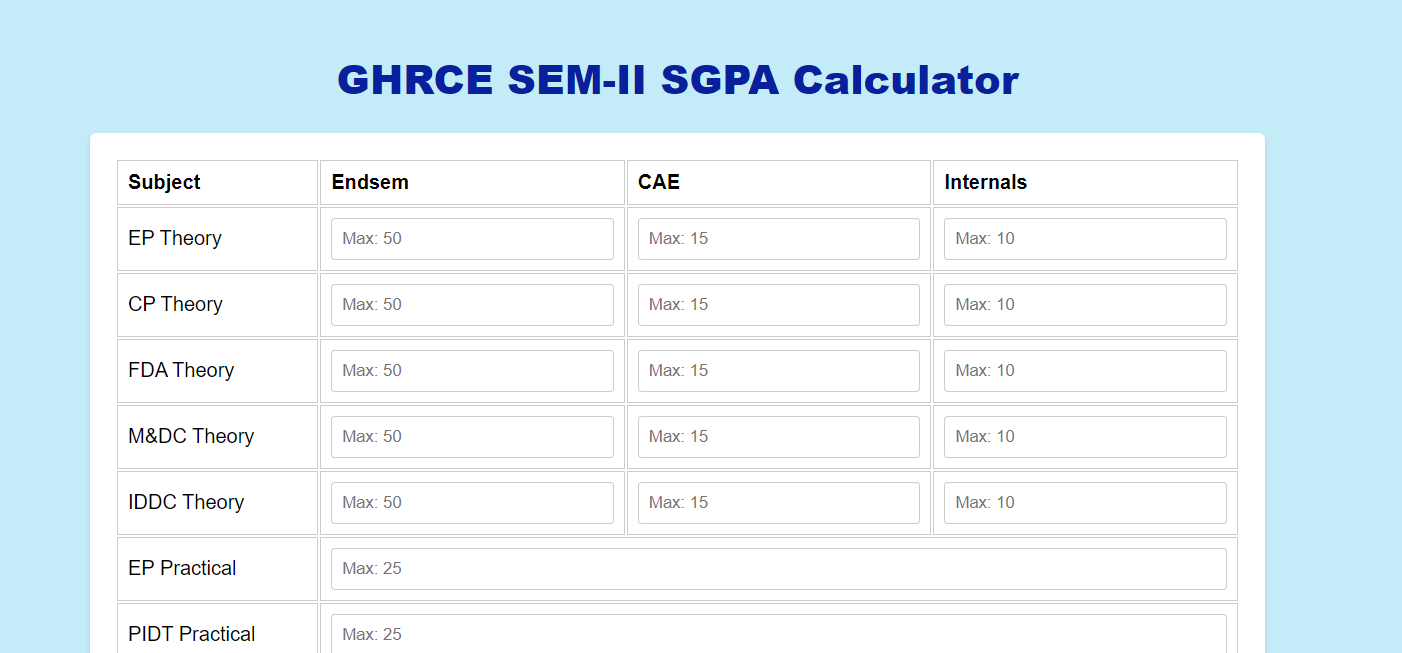 GHRCE SEM-II SGPA Calculator
Subject Endsem CAE Internals
EP Theory Max: 50 Max: 15 Max: 10
CP Theory Max: 50 Max: 15 Max: 10
FDA Theory Max: 50 Max: 15 Max: 10
M&DC Theory Max: 50 Max: 15 Max: 10
IDDC Theory Max: 50 Max: 15 Max: 10
EP Practical Max: 25
PIDT Practical Max: 25